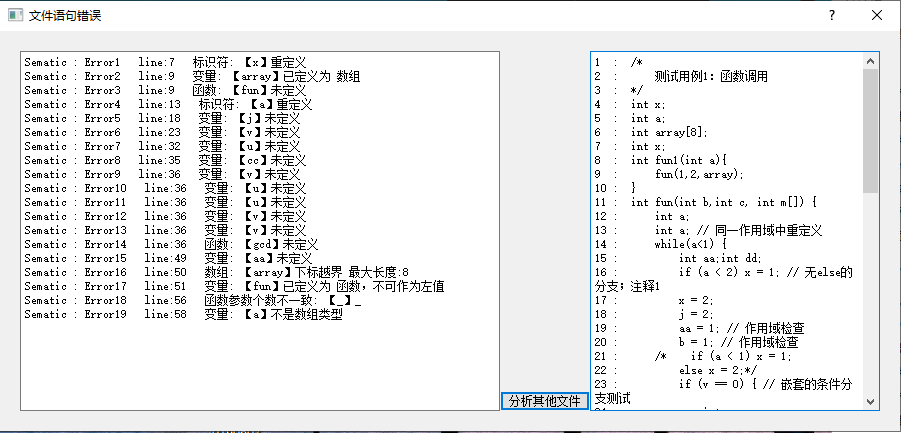 文件语句错误
?
Sematic : Error1 line:7 标识符:【x】重定义
Sematic : Error2 line:9 变量:【array】已定义为 数组
Sematic : Error3 line:9 函数:【fun】未定义
Sematic : Error4 line:13 标识符:【a】重定义
Sematic : Error5 line:18 变量:【j】未定义
Sematic : Error6 line:23 变量:【v】未定义
Sematic : Error7 line:32 变量:【u】未定义
Sematic : Error8 line:35 变量:【cc】未定义
Sematic : Error9 line:36 变量:【v】未定义
Sematic : Error10 line:36 变量:【u】未定义
Sematic : Error11 line:36 变量:【u】未定义
Sematic : Error12 line:36 变量:【v】未定义
Sematic : Error13 line:36 变量:【v】未定义
Sematic : Error14 line:36 函数:【gcd】未定义
Sematic : Error15 line:49 变量:【aa】未定义
Sematic : Error16 line:50 数组:【array】下标越界 最大长度:8
Sematic : Error17 line:51 变量:【fun】已定义为 函数，不可作为左值
Sematic : Error18 line:56 函数参数个数不一致:【_】_
Sematic : Error19 line:58 变量:【a】不是数组类型
分析其他文件
1 : /*
2 : 测试用例1：函数调用
3 : */
4 : int x;
5 : int a;
6 : int array[8];
7 : int x;
8 : int fun1(int a){
9 : fun(1,2,array);
10 : }
11 : int fun(int b,int c, int m[]) {
12 : int a;
13 : int a; // 同一作用域中重定义
14 : while(a<1) {
15 : int aa;int dd;
16 : if (a < 2) x = 1; // 无else的
分支；注释1
17 : x = 2;
18 : j = 2;
19 : aa = 1; // 作用域检查
20 : b = 1; // 作用域检查
21 : /* if (a < 1) x = 1;
22 : else x = 2;*/
23 : if (v == 0) { // 嵌套的条件分
支测试